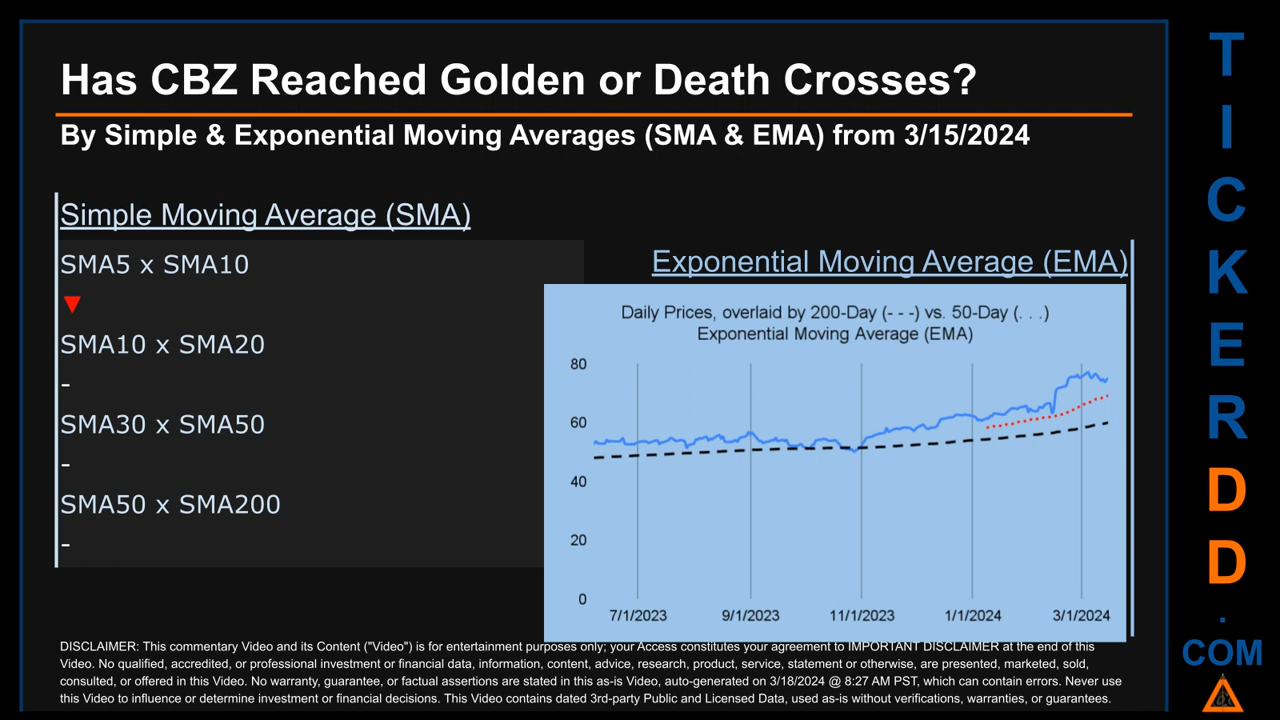 Has CBZ Reached Golden or Death Crosses?
By Simple & Exponential Moving Averages (SMA & EMA) from 3/15/2024
Simple Moving Average (SMA)
SMA5 x SMA10
▼
SMA10 x SMA20
-
SMA30 x SMA50
-
SMA50 x SMA200
-
Exponential Moving Average (EMA)
Daily Prices, overlaid by 200-Day (- - -) vs. 50-Day (. . .)
Exponential Moving Average (EMA)
80
60
40
20
0
7/1/2023 9/1/2023 11/1/2023 1/1/2024 3/1/2024
DISCLAIMER: This commentary Video and its Content ("Video") is for entertainment purposes only; your Access constitutes your agreement to IMPORTANT DISCLAIMER at the end of this
Video. No qualified, accredited, or professional investment or financial data, information, content, advice, research, product, service, statement or otherwise, are presented, marketed, sold,
consulted, or offered in this Video. No warranty, guarantee, or factual assertions are stated in this as-is Video, auto-generated on 3/18/2024 @ 8:27 AM PST, which can contain errors. Never use
this Video to influence or determine investment or financial decisions. This Video contains dated 3rd-party Public and Licensed Data, used as-is without verifications, warranties, or guarantees.
T
I
C
K
E
R
D
D
.
COM